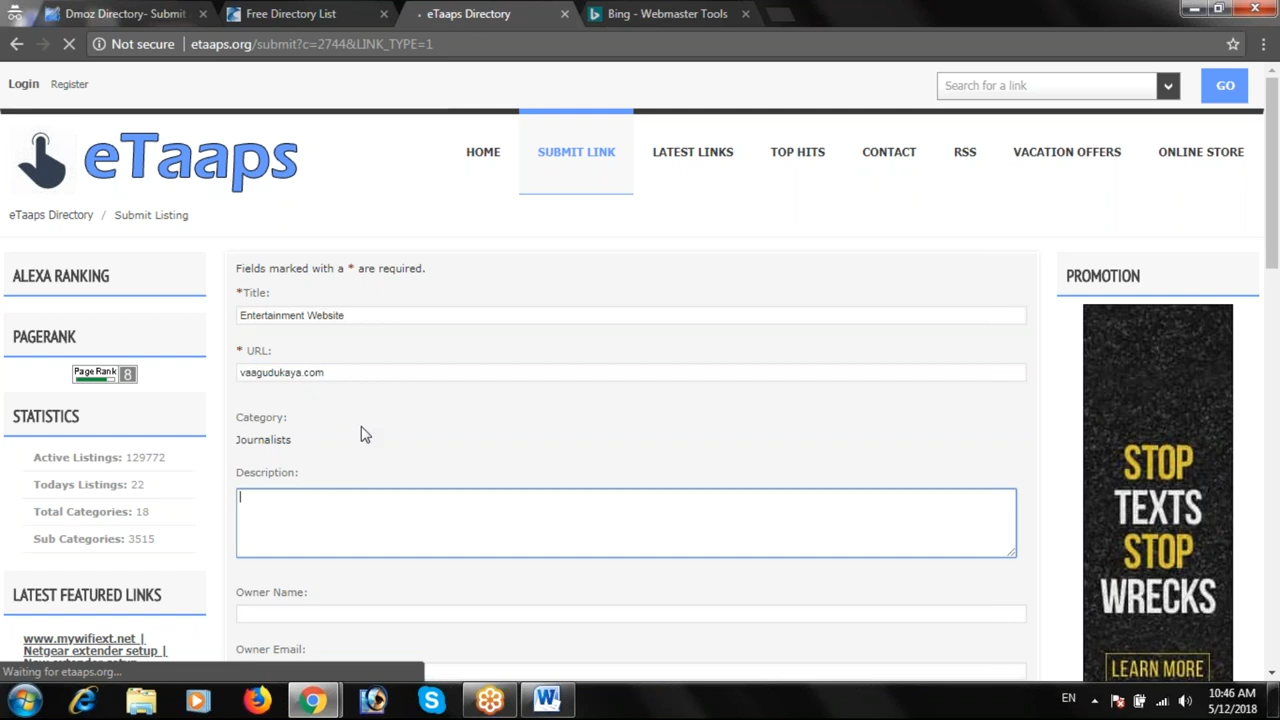 Dmoz Directory- Submit
Free Directory List
eTaaps Directory
Bing - Webmaster Tools
Not secure
etaaps.org/submit?c=2744&LINK_TYPE=1
Login
Register
Search for a link
GO
eTaaps
HOME
SUBMIT LINK
LATEST LINKS
TOP HITS
CONTACT
RSS
VACATION OFFERS
ONLINE STORE
eTaaps Directory / Submit Listing
ALEXA RANKING
PAGERANK
PageRank 8
STATISTICS
Active Listings: 129772
Todays Listings: 22
Total Categories: 18
Sub Categories: 3515
LATEST FEATURED LINKS
www.mywifiext.net |
Netgear extender setup |
Fields marked with a * are required.
*Title:
Entertainment Website
* URL:
vaagudukaya.com
Category:
Journalists
Description:
Owner Name:
Owner Email:
PROMOTION
STOP
TEXTS
STOP
WRECKS
LEARN MORE
Waiting for etaaps.org...
EN
10:46 AM
5/12/2018